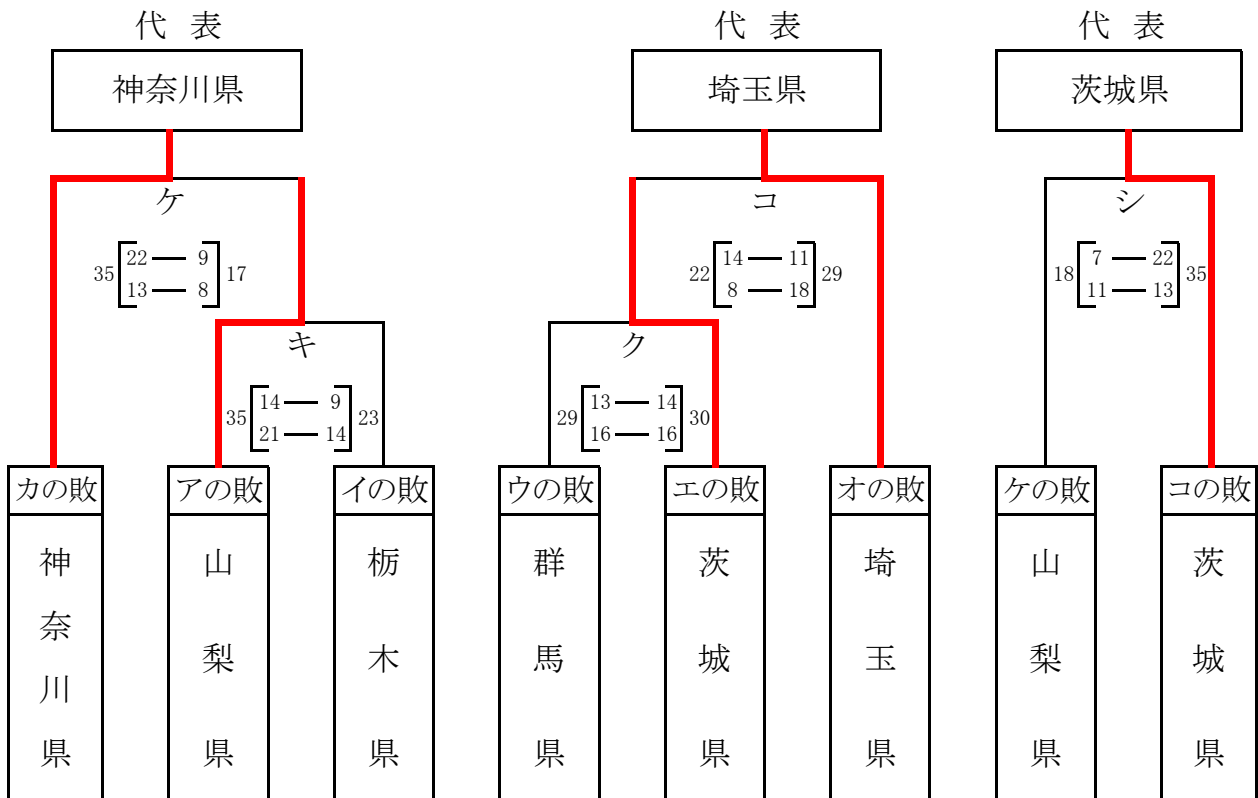 代 表
代 表
代 表
神奈川県
埼玉県
茨城県
ケ
コ
シ
35 22 — 9 17
13 — 8
22 14 — 11 29
8 — 18
18 7 — 22 35
11 — 13
キ
ク
35 14 — 9 23
21 — 14
29 13 — 14 30
16 — 16
カの敗
アの敗
イの敗
ウの敗
エの敗
オの敗
ケの敗
コの敗
神奈川県
山梨県
栃木県
群馬県
茨城県
埼玉県
山梨県
茨城県